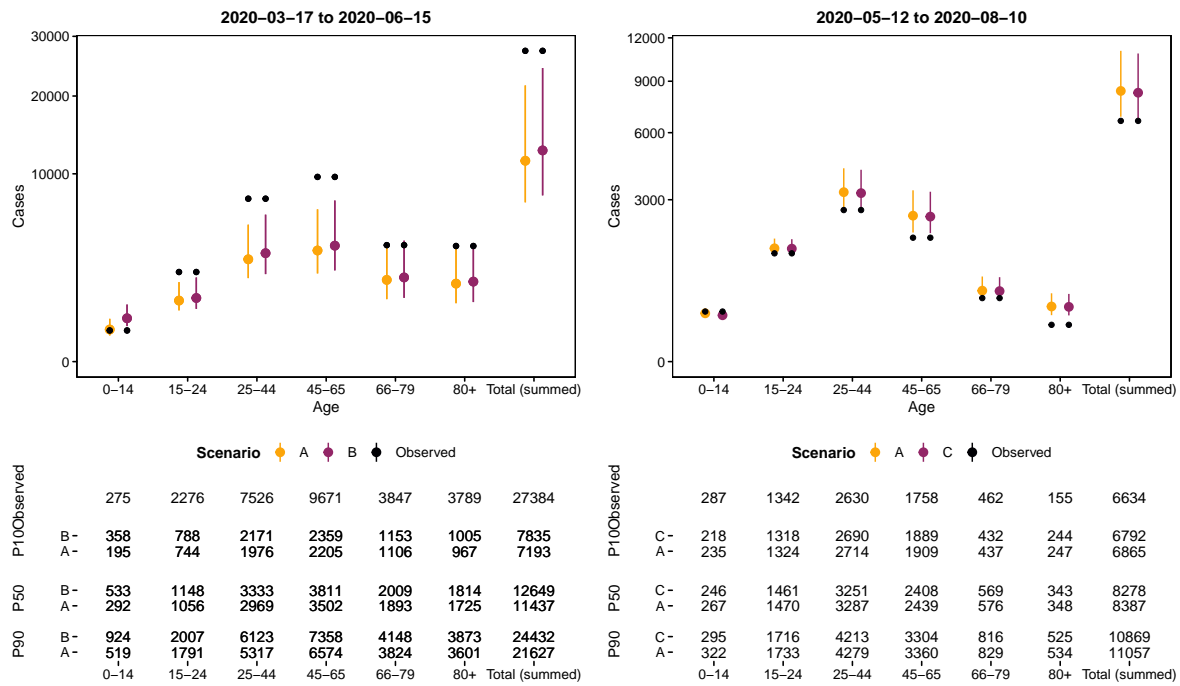 2020−03−17 to 2020−06−15
30000
20000
10000
0
Cases
0−14 15−24 25−44 45−65 66−79 80+ Total (summed)
Age
Scenario A B Observed
Observed
275 2276 7526 9671 3847 3789 27384
P10
B- 358 788 2171 2359 1153 1005 7835
A- 195 744 1976 2205 1106 967 7193
P50
B- 533 1148 3333 3811 2009 1814 12649
A- 292 1056 2969 3502 1893 1725 11437
P90
B- 924 2007 6123 7358 4148 3873 24432
A- 519 1791 5317 6574 3824 3601 21627
0−14 15−24 25−44 45−65 66−79 80+ Total (summed)
2020−05−12 to 2020−08−10
12000
9000
6000
3000
0
Cases
0−14 15−24 25−44 45−65 66−79 80+ Total (summed)
Age
Scenario A C Observed
Observed
287 1342 2630 1758 462 155 6634
P10
C- 218 1318 2690 1889 432 244 6792
A- 235 1324 2714 1909 437 247 6865
P50
C- 246 1461 3251 2408 569 343 8278
A- 267 1470 3287 2439 576 348 8387
P90
C- 295 1716 4213 3304 816 525 10869
A- 322 1733 4279 3360 829 534 11057
0−14 15−24 25−44 45−65 66−79 80+ Total (summed)